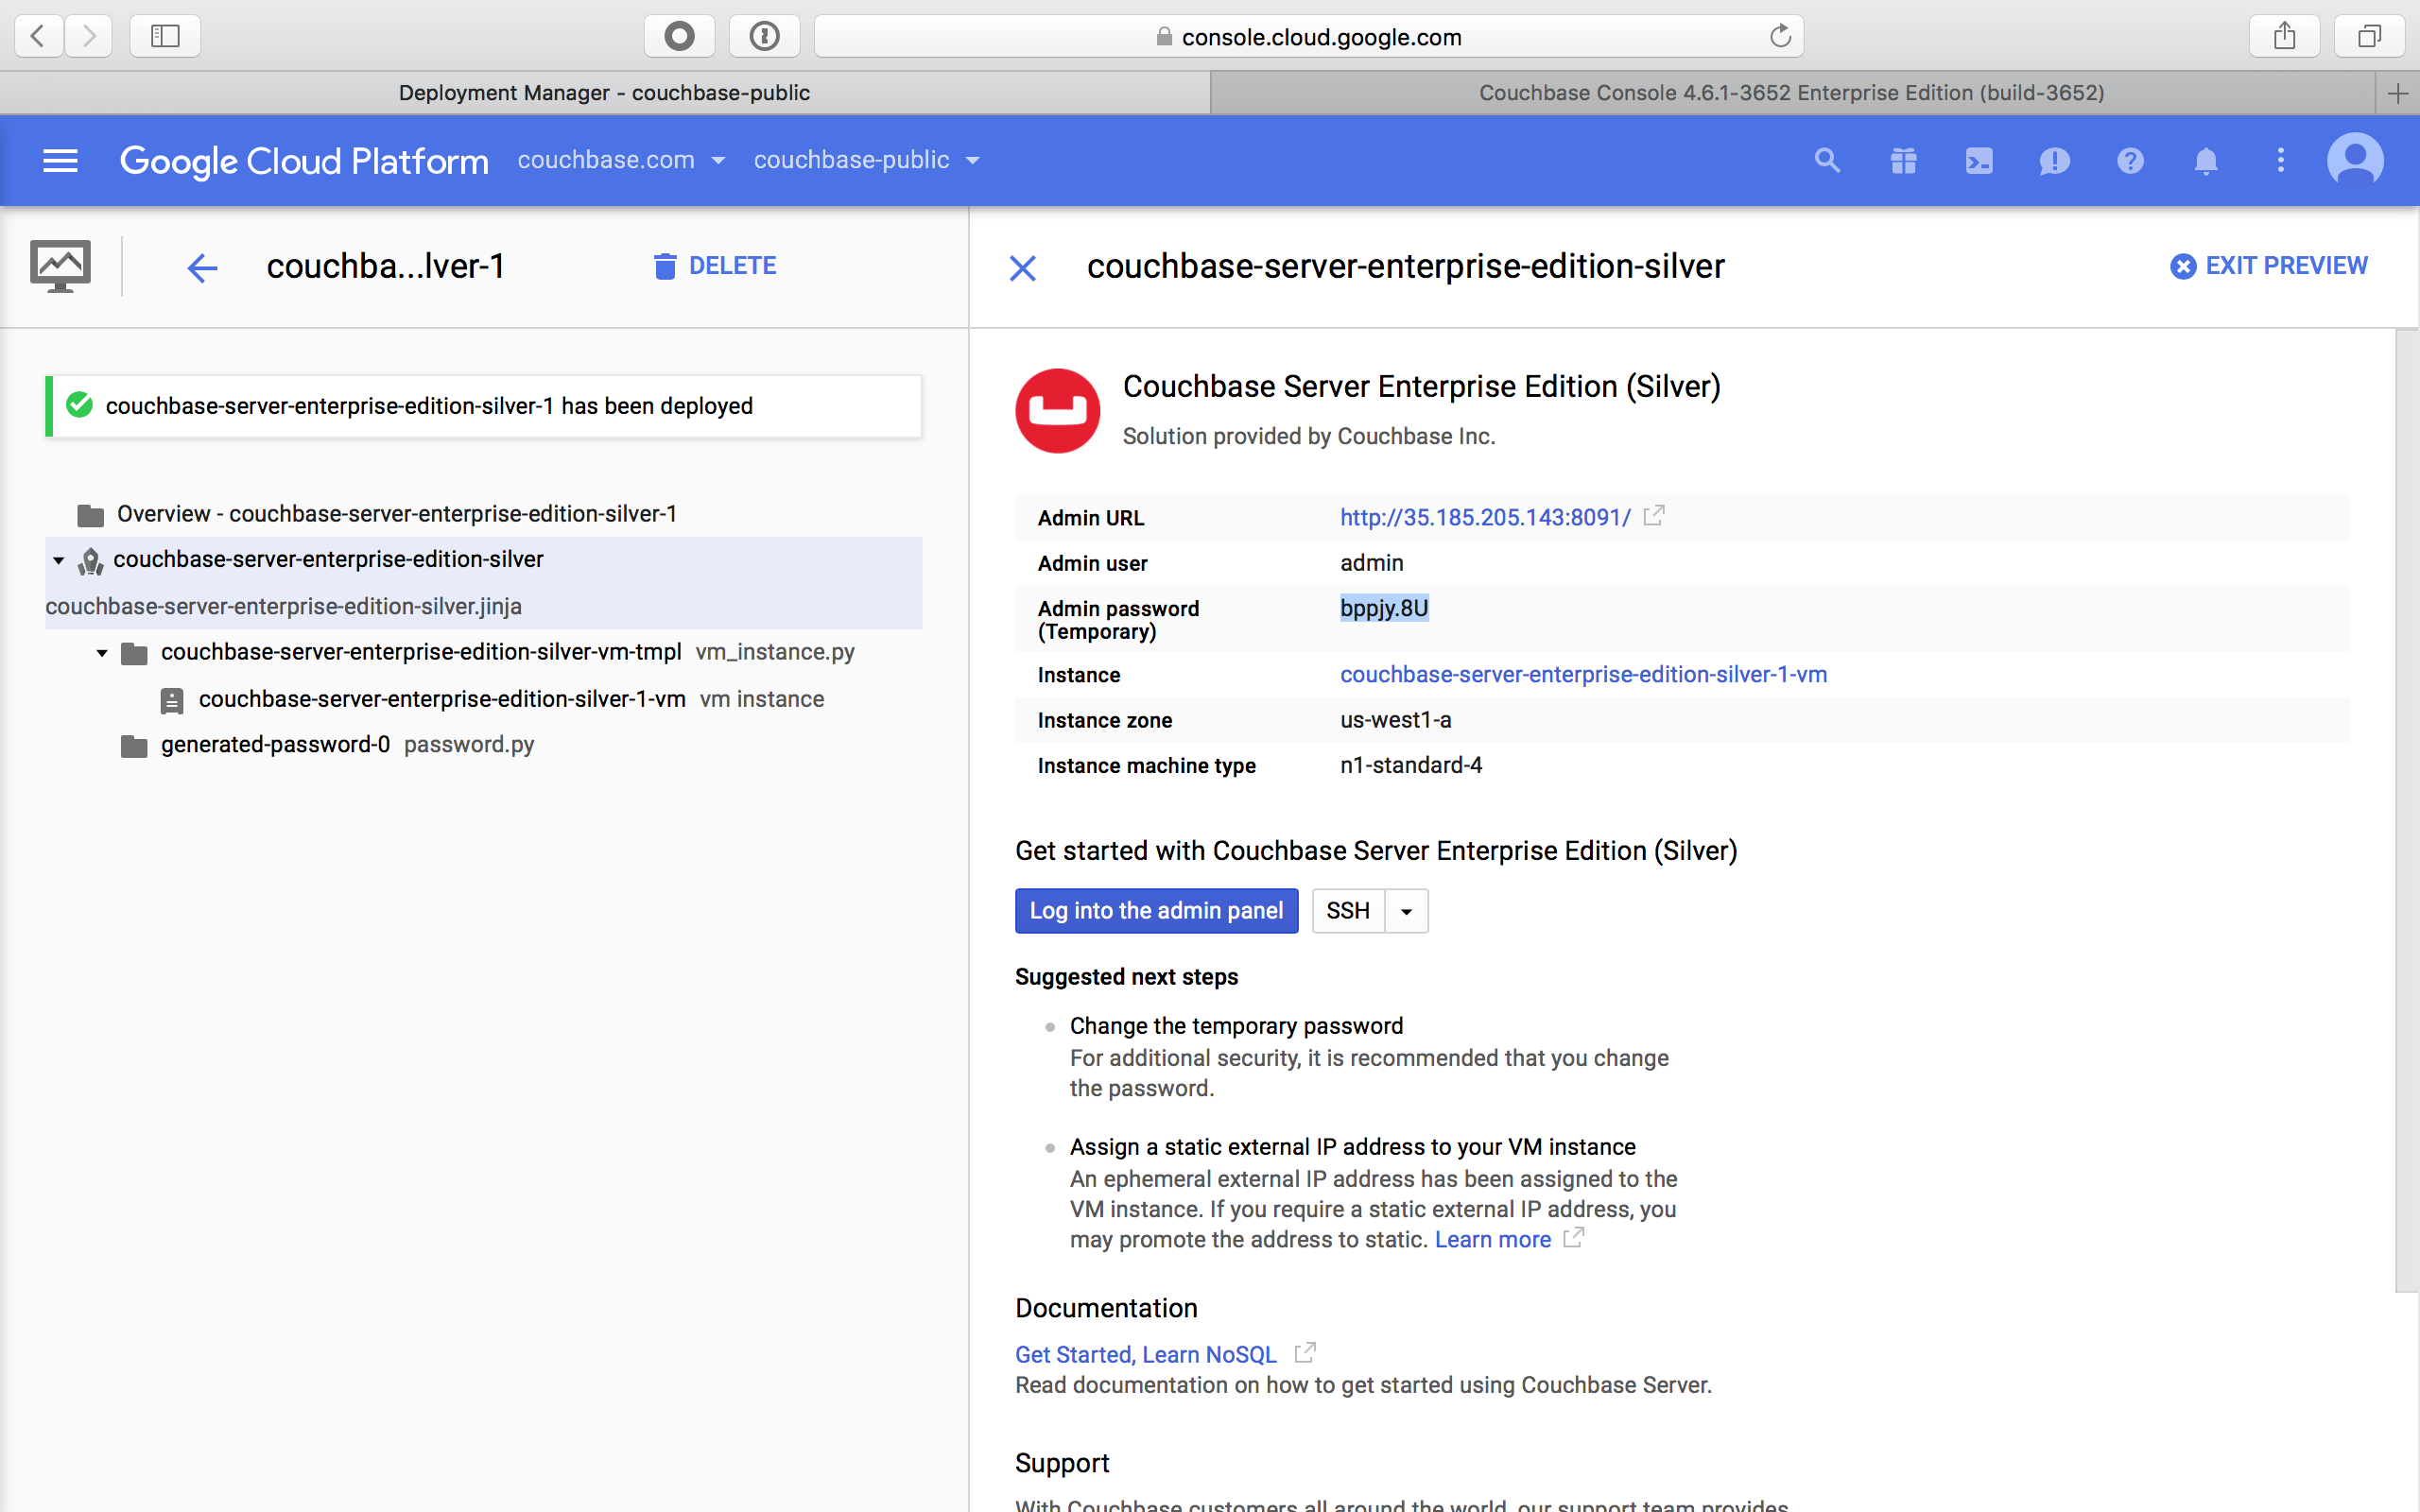 console.cloud.google.com
Deployment Manager - couchbase-public
Couchbase Console 4.6.1-3652 Enterprise Edition (build-3652)
Google Cloud Platform
couchbase.com
couchbase-public
couchba...lver-1
DELETE
couchbase-server-enterprise-edition-silver
EXIT PREVIEW
couchbase-server-enterprise-edition-silver-1 has been deployed
Overview - couchbase-server-enterprise-edition-silver-1
couchbase-server-enterprise-edition-silver
couchbase-server-enterprise-edition-silver.jinja
couchbase-server-enterprise-edition-silver-vm-tmpl vm_instance.py
couchbase-server-enterprise-edition-silver-1-vm vm instance
generated-password-0 password.py
Couchbase Server Enterprise Edition (Silver)
Solution provided by Couchbase Inc.
Admin URL http://35.185.205.143:8091/
Admin user admin
Admin password bppjy.8U
(Temporary)
Instance couchbase-server-enterprise-edition-silver-1-vm
Instance zone us-west1-a
Instance machine type n1-standard-4
Get started with Couchbase Server Enterprise Edition (Silver)
Log into the admin panel
SSH
Suggested next steps
Change the temporary password
For additional security, it is recommended that you change
the password.
Assign a static external IP address to your VM instance
An ephemeral external IP address has been assigned to the
VM instance. If you require a static external IP address, you
may promote the address to static. Learn more
Documentation
Get Started, Learn NoSQL
Read documentation on how to get started using Couchbase Server.
Support
With Couchbase customers all around the world, our support team provides